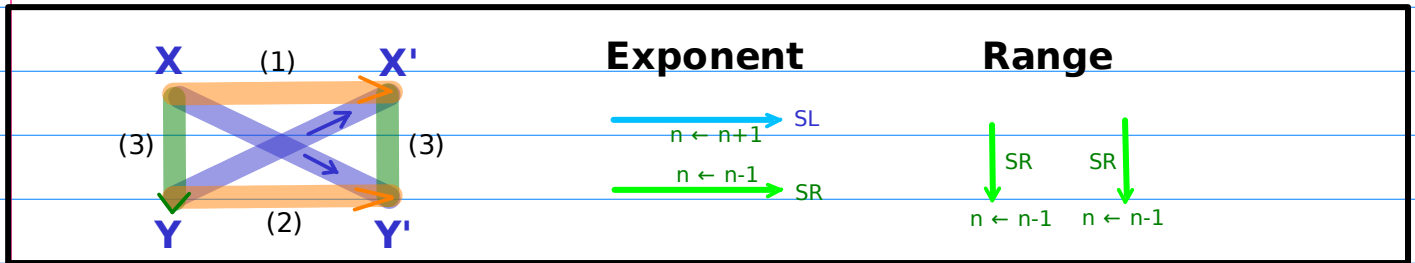 X (1) X' Exponent Range
SL
n ← n+1
(3) (3) SR SR
n ← n-1
SR
n ← n-1 n ← n-1
Y (2) Y'